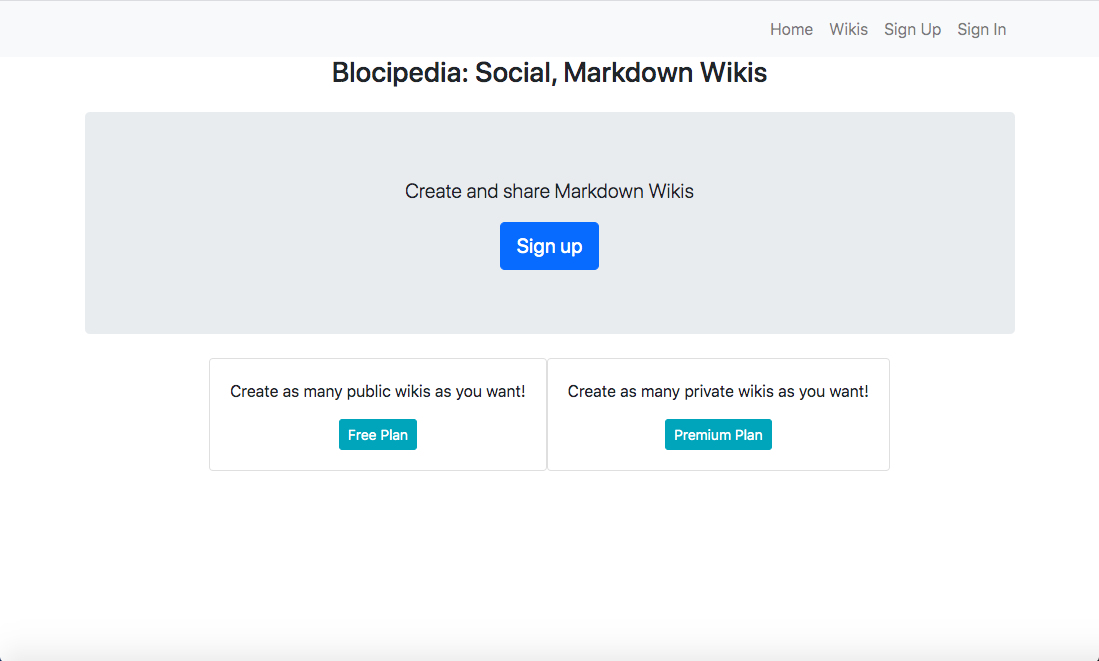 Home Wikis Sign Up Sign In
Blocipedia: Social, Markdown Wikis
Create and share Markdown Wikis
Sign up
Create as many public wikis as you want!
Free Plan
Create as many private wikis as you want!
Premium Plan